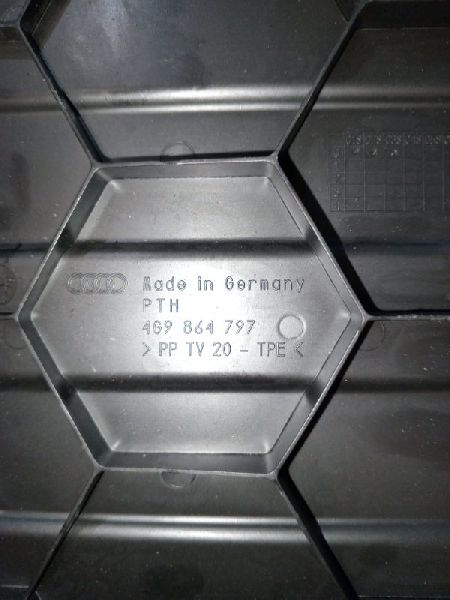 Made in Germany
PTH
4G9 864 797
> PP TV 20 - TPE <